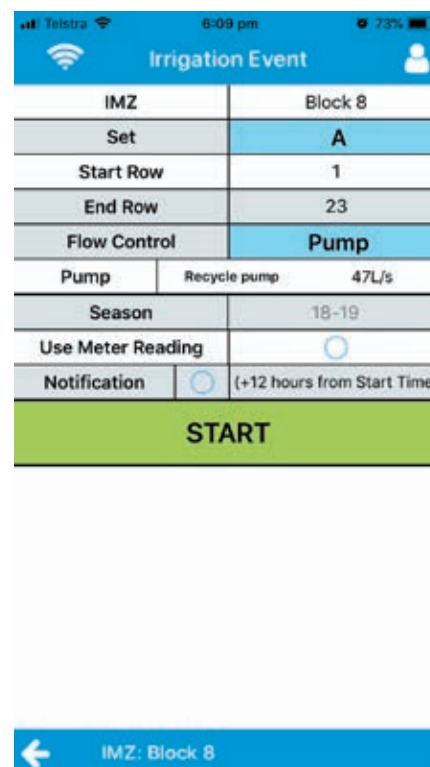 Telstra 6:09 pm 73%
Irrigation Event
IMZ Block 8
Set A
Start Row 1
End Row 23
Flow Control Pump
Pump Recycle pump 47L/s
Season 18-19
Use Meter Reading
Notification (+12 hours from Start Time
START
IMZ: Block 8